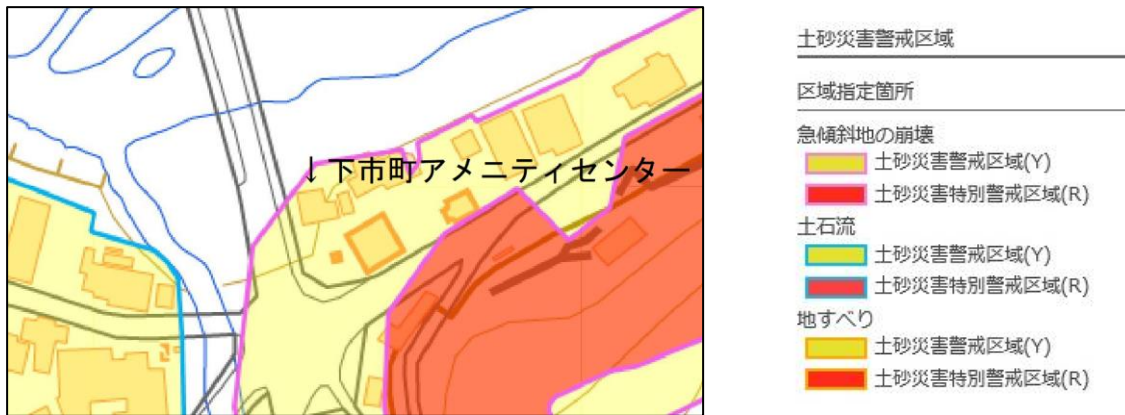 ↓下市町アメニティセンター
土砂災害警戒区域
区域指定箇所
急傾斜地の崩壊
土砂災害警戒区域(Y)
土砂災害特別警戒区域(R)
土石流
土砂災害警戒区域(Y)
土砂災害特別警戒区域(R)
地すべり
土砂災害警戒区域(Y)
土砂災害特別警戒区域(R)